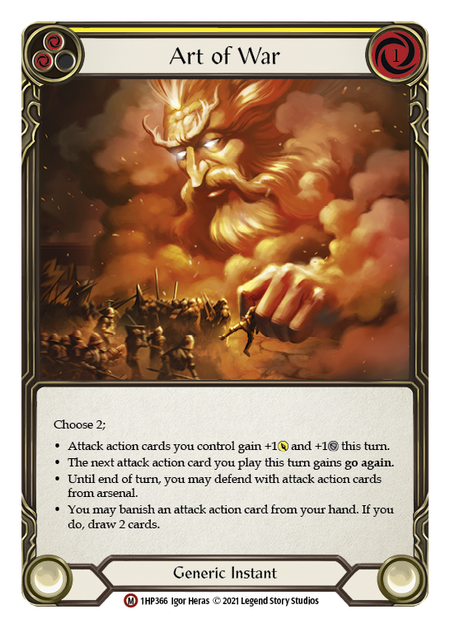 Art of War
1
Choose 2;
• Attack action cards you control gain +1 and +1 this turn.
• The next attack action card you play this turn gains go again.
• Until end of turn, you may defend with attack action cards
from arsenal.
• You may banish an attack action card from your hand. If you
do, draw 2 cards.
Generic Instant
M 1HP366 Igor Heras © 2021 Legend Story Studios